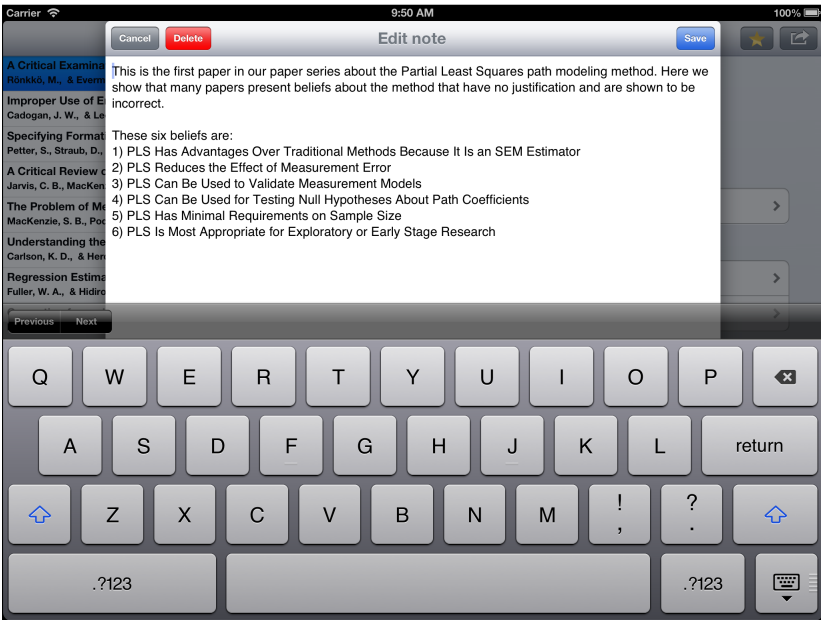 Carrier
9:50 AM
100%
Cancel
Delete
Edit note
Save
A Critical Examina
Rönkkö, M., & Everm
Improper Use of E
Cadogan, J. W., & Le
Specifying Format
Petter, S., Straub, D.,
A Critical Review o
Jarvis, C. B., MacKen
The Problem of Me
MacKenzie, S. B., Pod
Understanding the
Carlson, K. D., & Her
Regression Estima
Fuller, W. A., & Hidiro
This is the first paper in our paper series about the Partial Least Squares path modeling method. Here we
show that many papers present beliefs about the method that have no justification and are shown to be
incorrect.
These six beliefs are:
1) PLS Has Advantages Over Traditional Methods Because It Is an SEM Estimator
2) PLS Reduces the Effect of Measurement Error
3) PLS Can Be Used to Validate Measurement Models
4) PLS Can Be Used for Testing Null Hypotheses About Path Coefficients
5) PLS Has Minimal Requirements on Sample Size
6) PLS Is Most Appropriate for Exploratory or Early Stage Research
Previous Next
Q W E R T Y U I O P
A S D F G H J K L return
Z X C V B N M ! , ? .
.?123 .?123